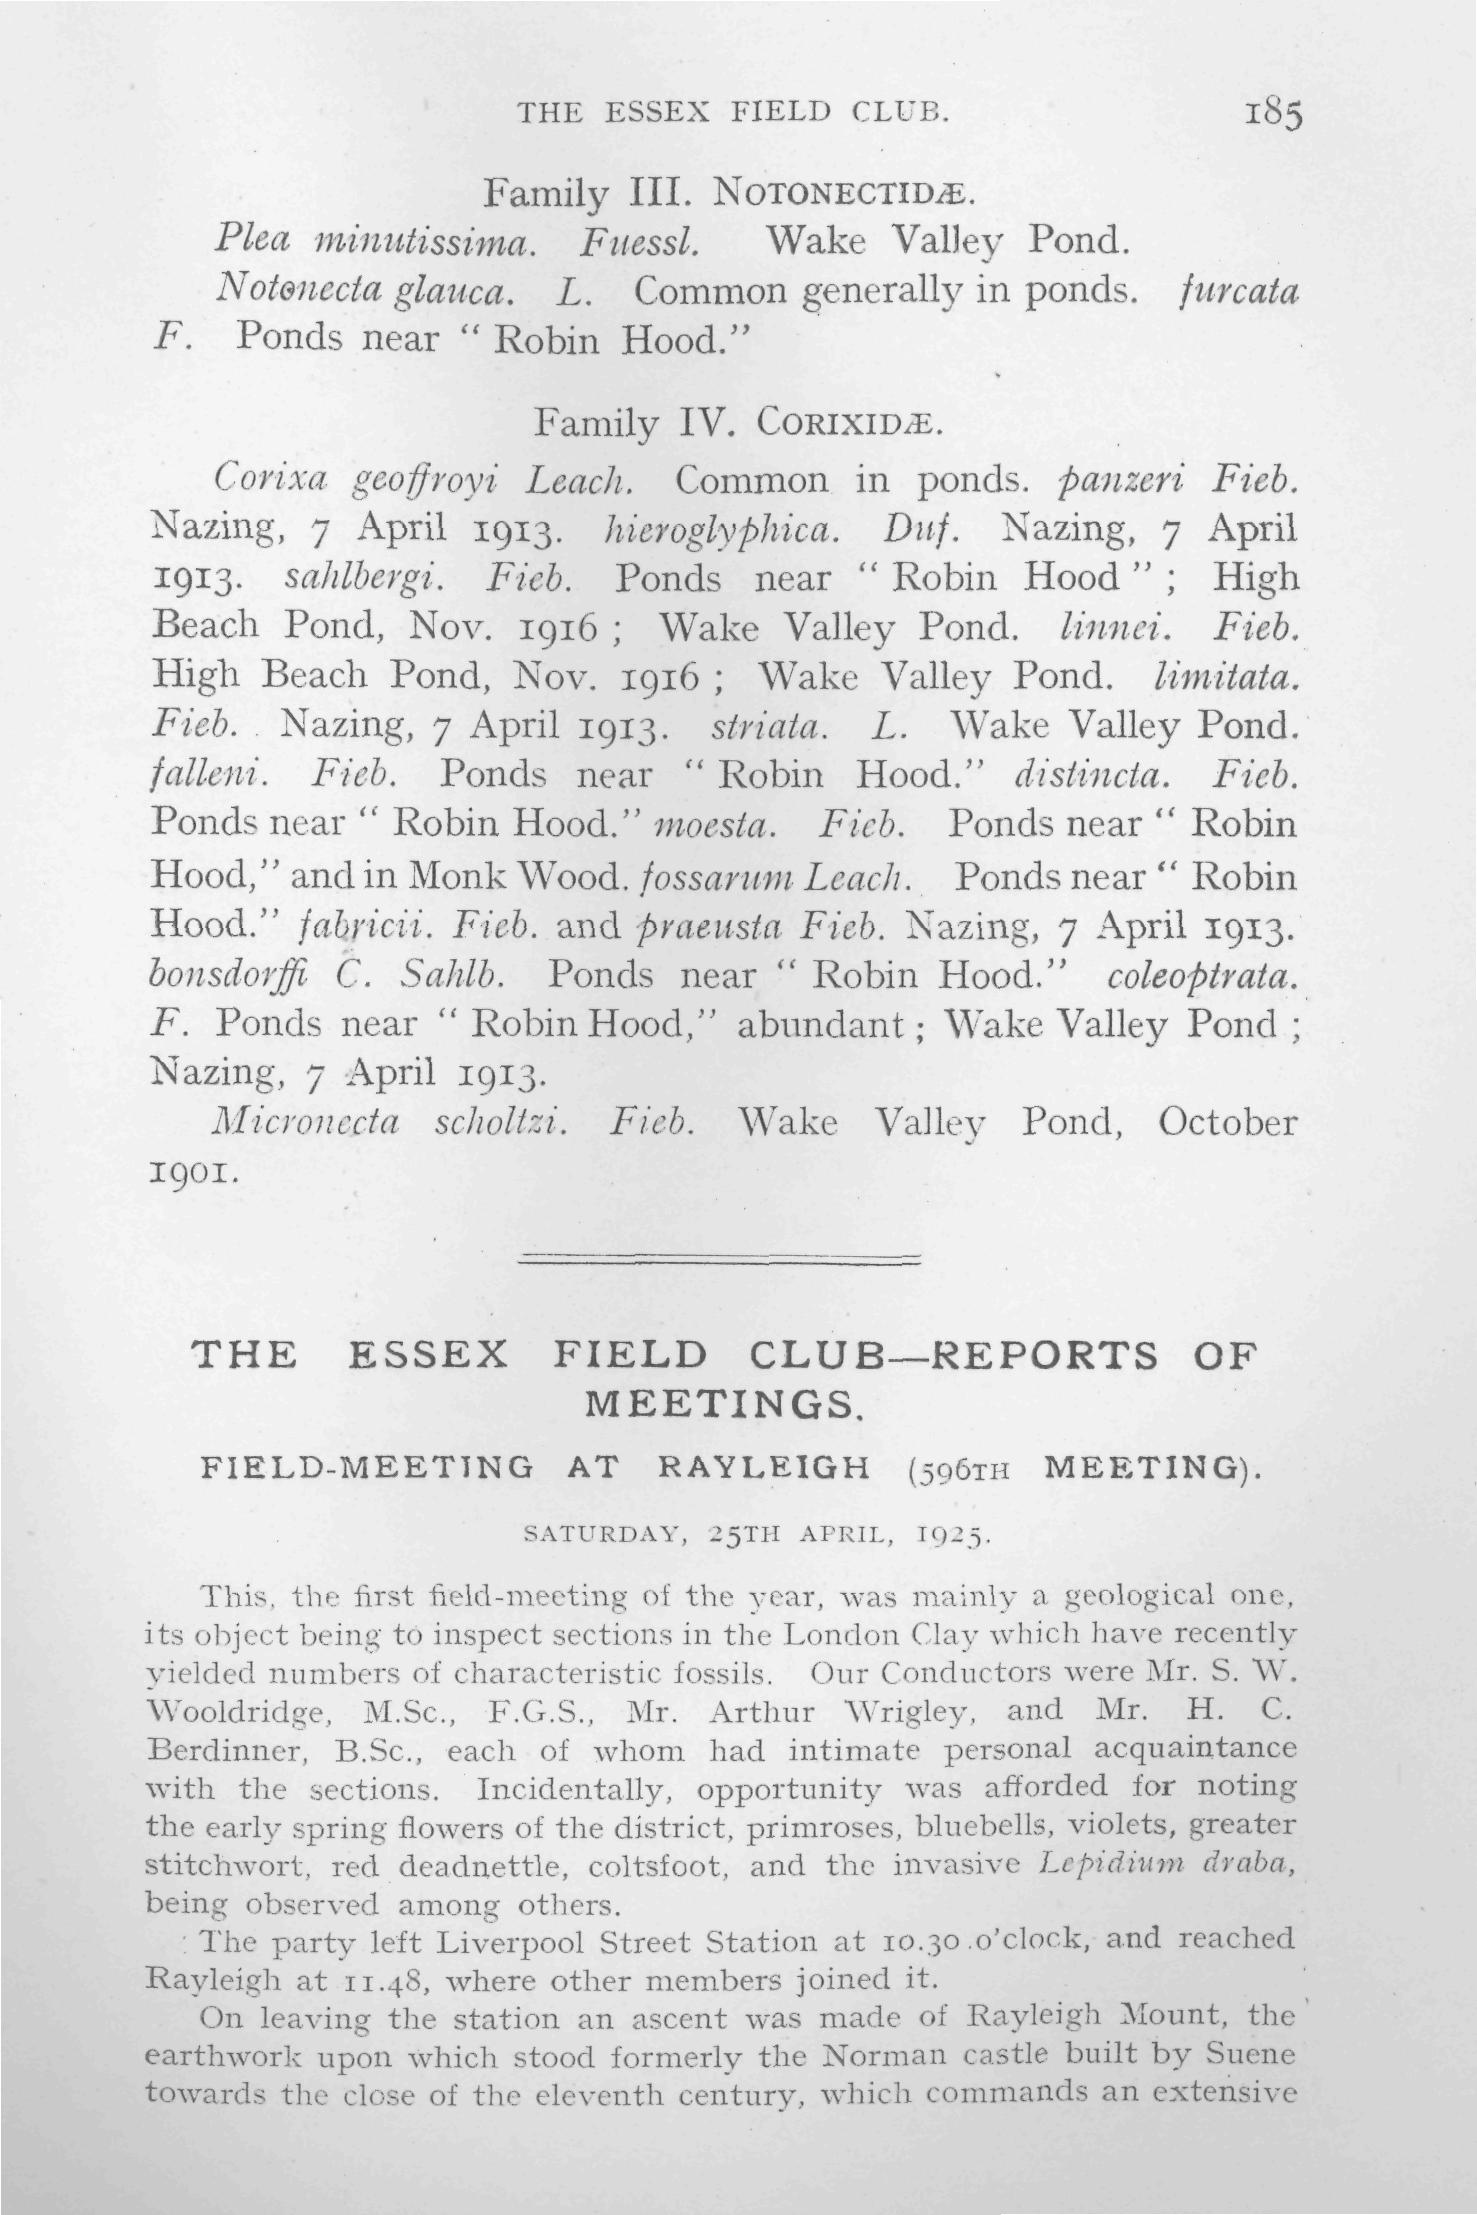 THE ESSEX FIELD CLUB. 185
Family III. NOTONECTIDÆ.
Plea minutissima. Fuessl. Wake Valley Pond.
Notonecta glauca. L. Common generally in ponds. furcata
F. Ponds near “ Robin Hood.”
Family IV. CORIXIDÆ.
Corixa geoffroyi Leach. Common in ponds. panzeri Fieb.
Nazing, 7 April 1913. hieroglyphica. Duf. Nazing, 7 April
1913. sahlbergi. Fieb. Ponds near “ Robin Hood ” ; High
Beach Pond, Nov. 1916 ; Wake Valley Pond. linnei. Fieb.
High Beach Pond, Nov. 1916 ; Wake Valley Pond. limitata.
Fieb. Nazing, 7 April 1913. striata. L. Wake Valley Pond.
falleni. Fieb. Ponds near “ Robin Hood.” distincta. Fieb.
Ponds near “ Robin Hood.” moesta. Fieb. Ponds near “ Robin
Hood,” and in Monk Wood. fossarum Leach. Ponds near “ Robin
Hood.” fabricii. Fieb. and praeusta Fieb. Nazing, 7 April 1913.
bonsdorffi C. Sahlb. Ponds near “ Robin Hood.” coleoptrata.
F. Ponds near “ Robin Hood,” abundant ; Wake Valley Pond ;
Nazing, 7 April 1913.
Micronecta scholtzi. Fieb. Wake Valley Pond, October
1901.
THE ESSEX FIELD CLUB—REPORTS OF
MEETINGS.
FIELD-MEETING AT RAYLEIGH (596TH MEETING).
SATURDAY, 25TH APRIL, 1925.
This, the first field-meeting of the year, was mainly a geological one,
its object being to inspect sections in the London Clay which have recently
yielded numbers of characteristic fossils. Our Conductors were Mr. S. W.
Wooldridge, M.Sc., F.G.S., Mr. Arthur Wrigley, and Mr. H. C.
Berdinner, B.Sc., each of whom had intimate personal acquaintance
with the sections. Incidentally, opportunity was afforded for noting
the early spring flowers of the district, primroses, bluebells, violets, greater
stitchwort, red deadnettle, coltsfoot, and the invasive Lepidium draba,
being observed among others.
The party left Liverpool Street Station at 10.30 o'clock, and reached
Rayleigh at 11.48, where other members joined it.
On leaving the station an ascent was made of Rayleigh Mount, the
earthwork upon which stood formerly the Norman castle built by Suene
towards the close of the eleventh century, which commands an extensive